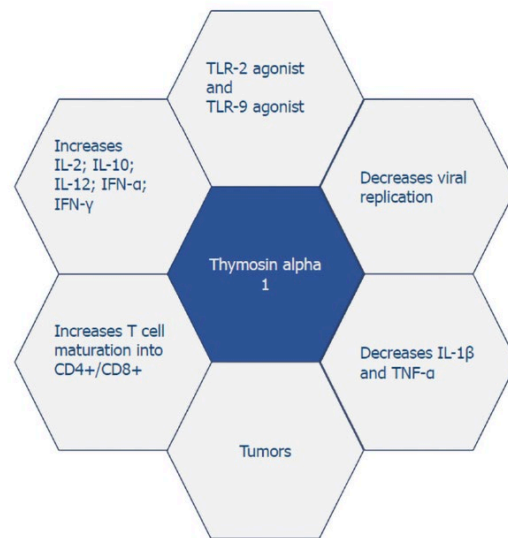 TLR-2 agonist
and
TLR-9 agonist
Increases
IL-2; IL-10;
IL-12; IFN-α;
IFN-γ
Decreases viral
replication
Thymosin alpha
1
Increases T cell
maturation into
CD4+/CD8+
Decreases IL-1β
and TNF-α
Tumors